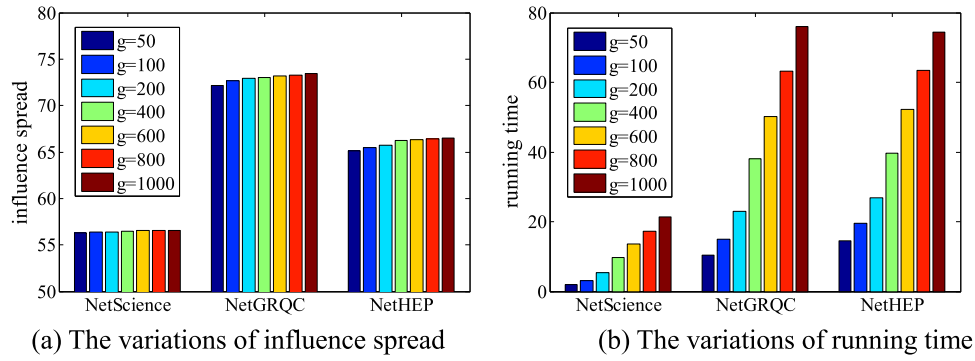 80
75
70
65
60
55
50
influence spread
g=50
g=100
g=200
g=400
g=600
g=800
g=1000
NetScience NetGRQC NetHEP
(a) The variations of influence spread
80
60
40
20
0
running time
g=50
g=100
g=200
g=400
g=600
g=800
g=1000
NetScience NetGRQC NetHEP
(b) The variations of running time